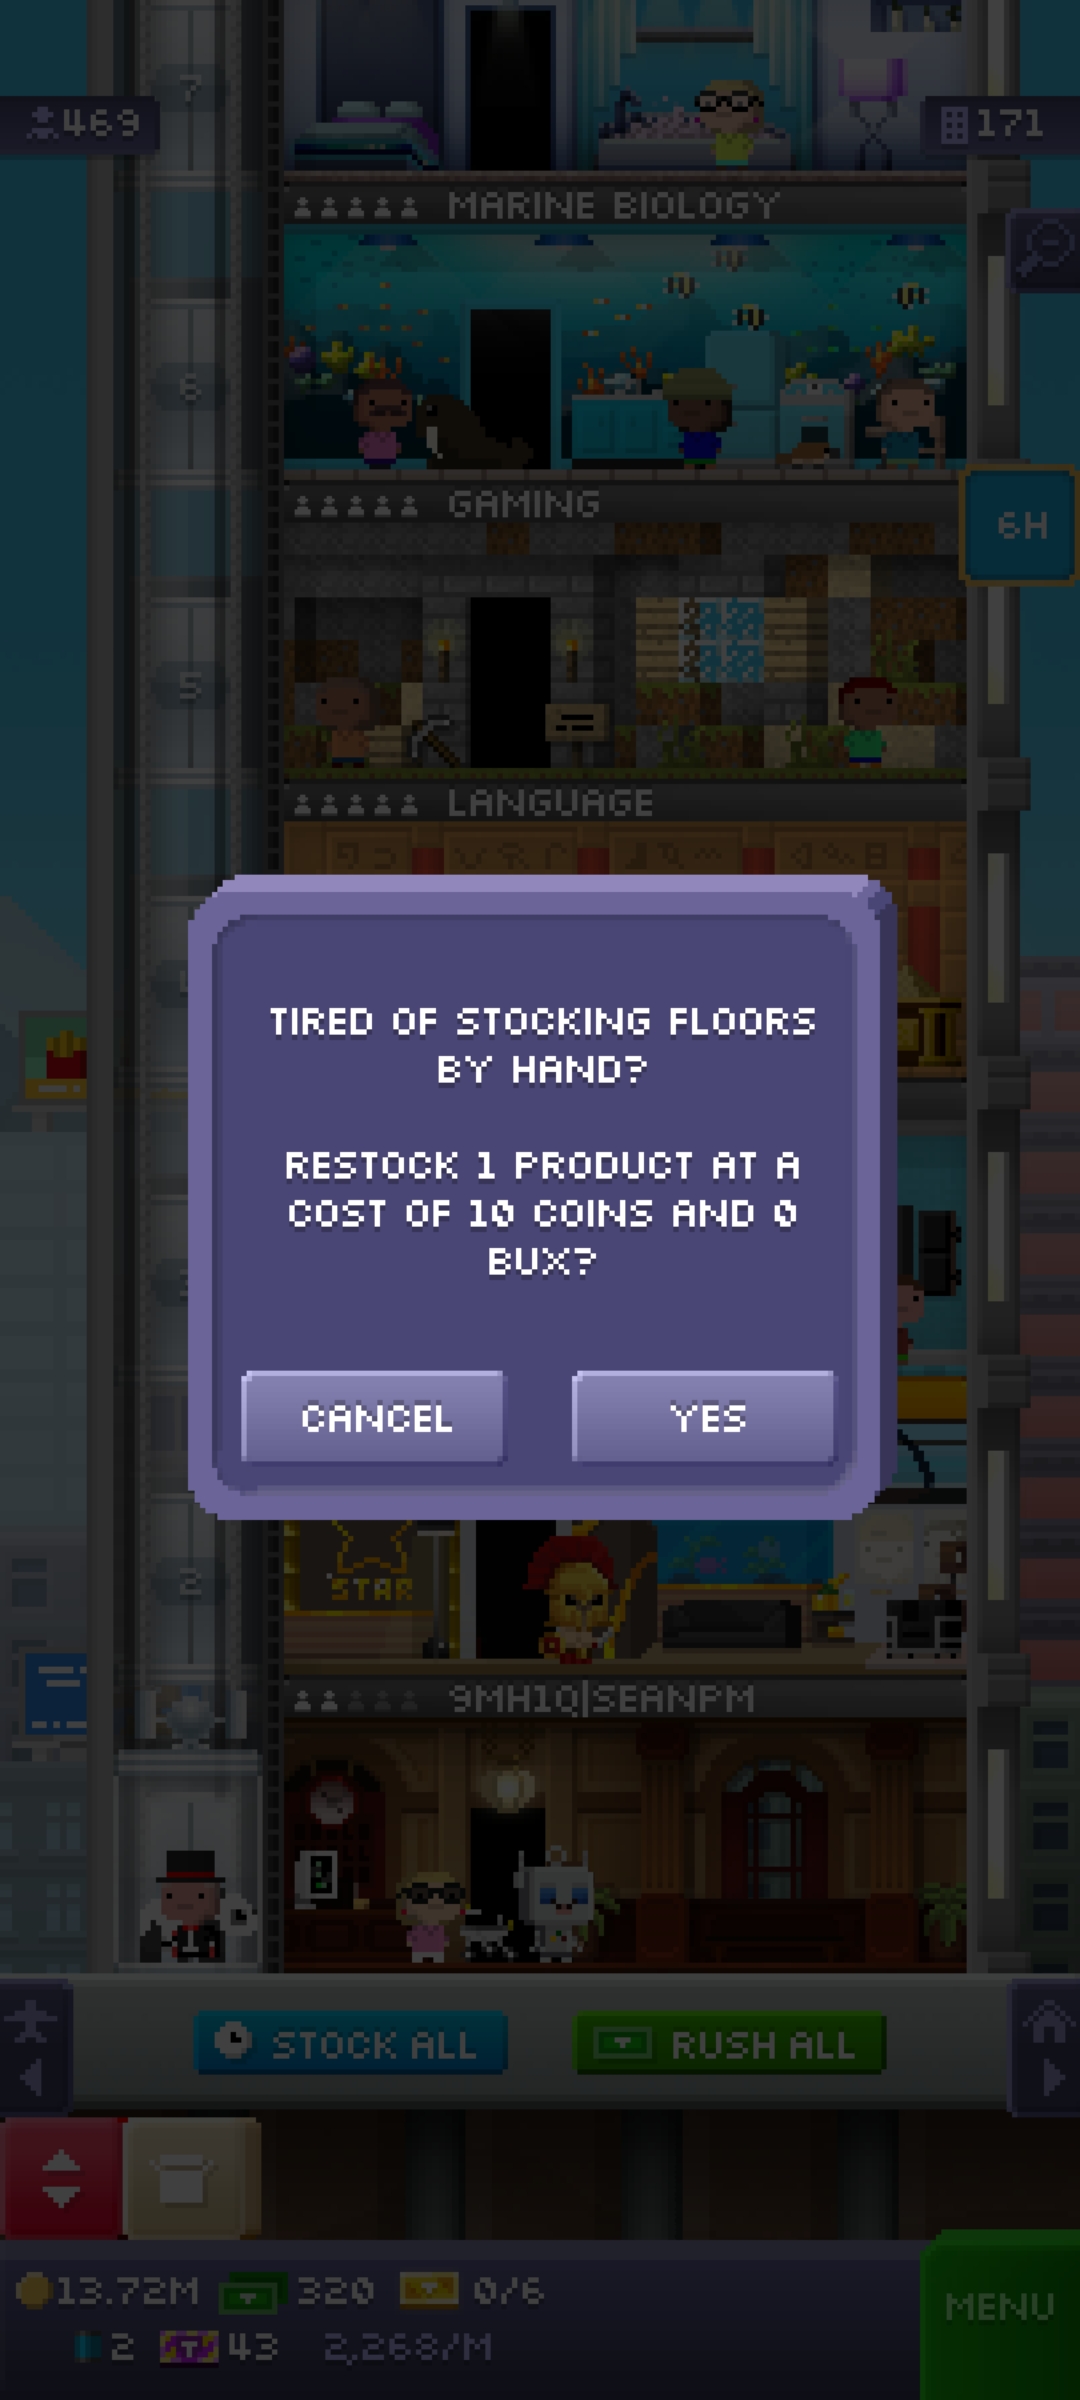 7
469
171
MARINE BIOLOGY
6
GAMING
6H
5
LANGUAGE
TIRED OF STOCKING FLOORS
BY HAND?
RESTOCK 1 PRODUCT AT A
COST OF 10 COINS AND 0
BUX?
CANCEL
YES
2
STAR
9MH1Q|SEANPM
STOCK ALL
RUSH ALL
13.72M
320
0/6
MENU
2
43
2,268/M